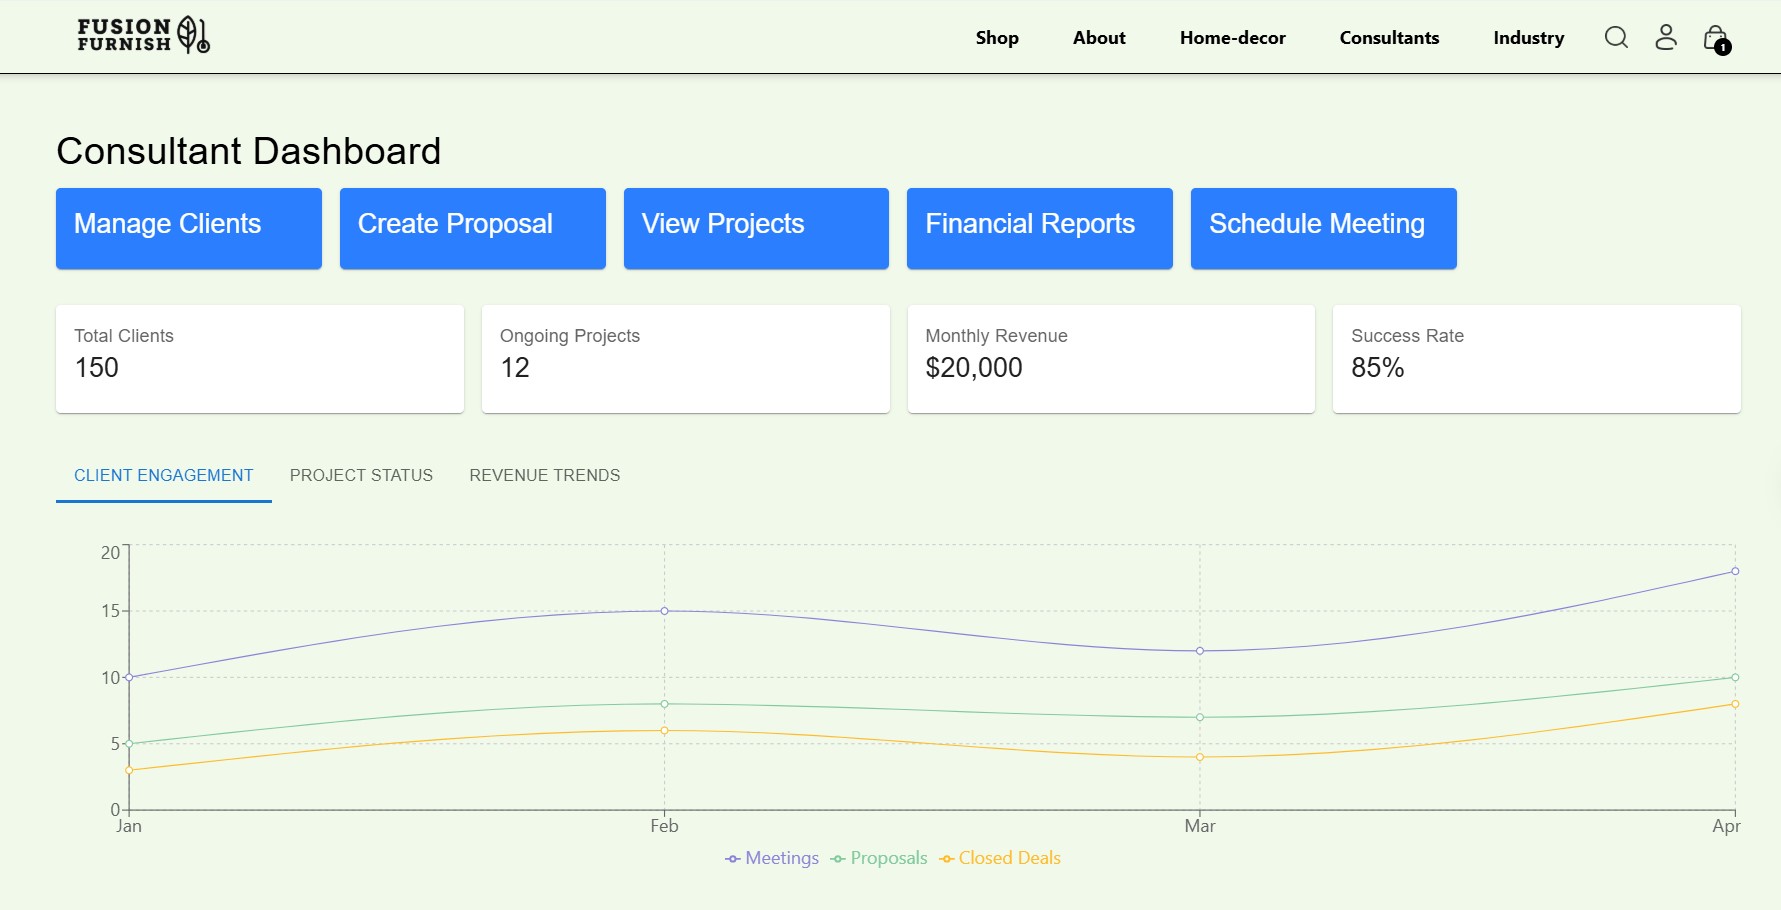 FUSION
FURNISH
Shop About Home-decor Consultants Industry
1
Consultant Dashboard
Manage Clients Create Proposal View Projects Financial Reports Schedule Meeting
Total Clients Ongoing Projects Monthly Revenue Success Rate
150 12 $20,000 85%
CLIENT ENGAGEMENT PROJECT STATUS REVENUE TRENDS
20
15
10
5
0
Jan Feb Mar Apr
Meetings Proposals Closed Deals